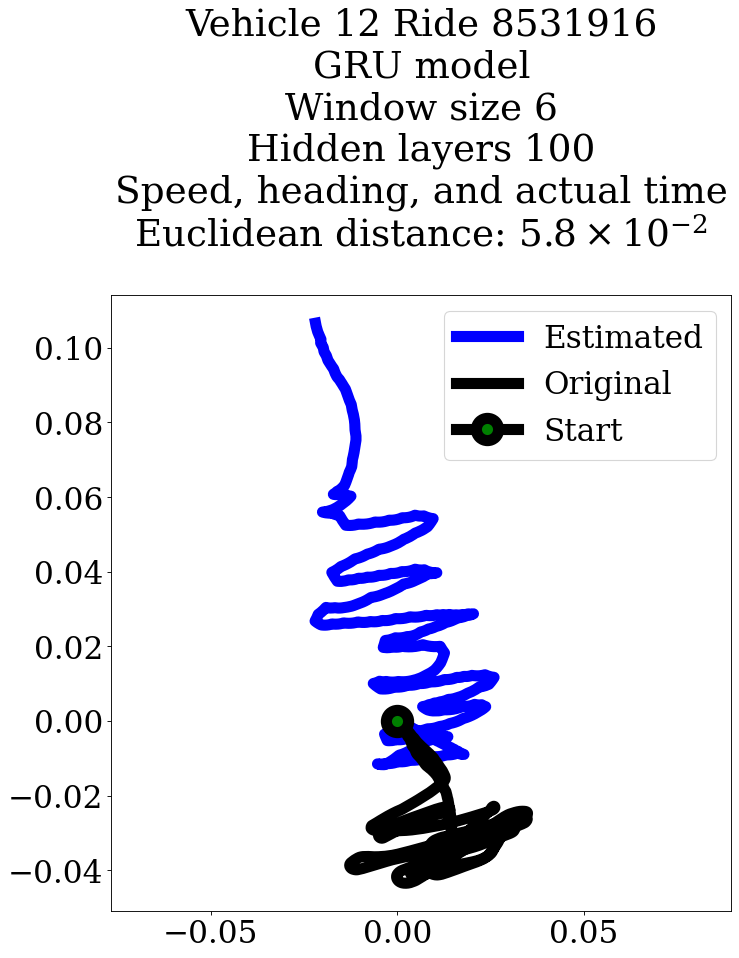 Vehicle 12 Ride 8531916
GRU model
Window size 6
Hidden layers 100
Speed, heading, and actual time
Euclidean distance: 5.8 × 10⁻²
Estimated
Original
Start
0.10
0.08
0.06
0.04
0.02
0.00
−0.02
−0.04
−0.05 0.00 0.05